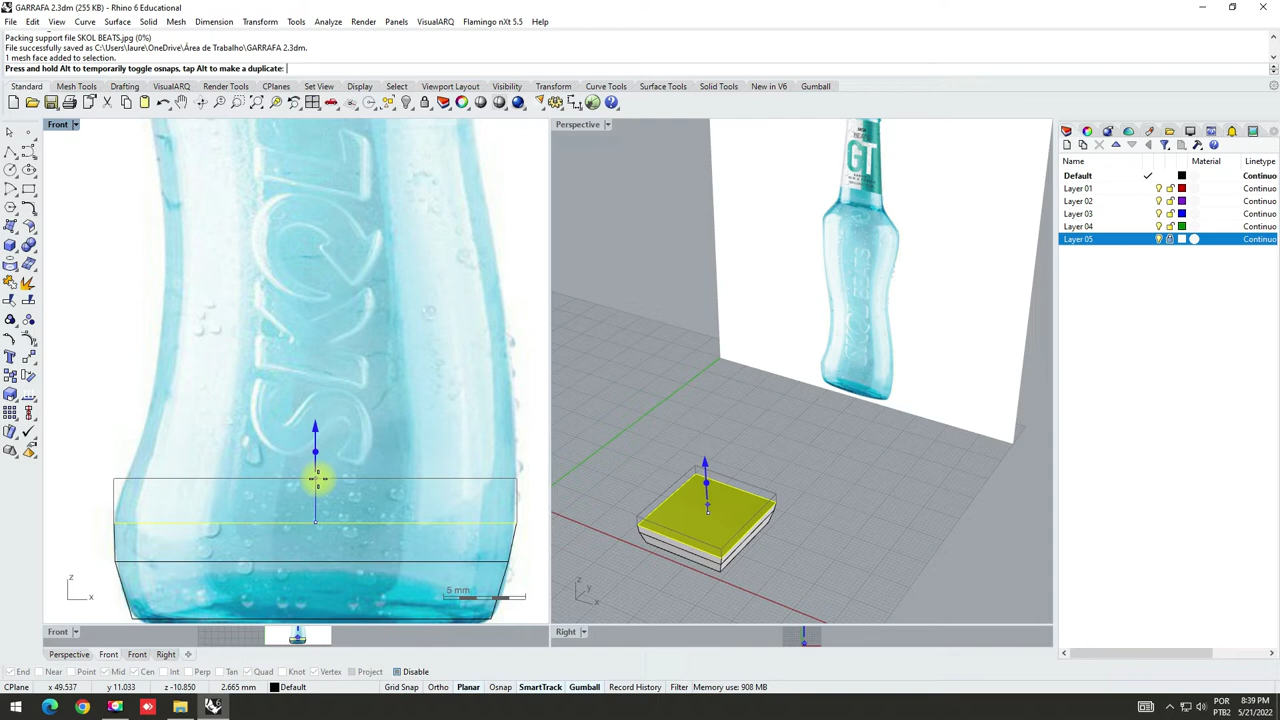 GARRAFA 2.3dm (255 KB) - Rhino 6 Educational
File Edit View Curve Surface Solid Mesh Dimension Transform Tools Analyze Render Panels VisualARQ Flamingo nXt 5.5 Help
Packing support file SKOL BEATS.jpg (0%)
File successfully saved as C:\Users\laure\OneDrive\Área de Trabalho\GARRAFA 2.3dm.
1 mesh face added to selection.
Press and hold Alt to temporarily toggle osnaps, tap Alt to make a duplicate:
Standard Mesh Tools Drafting VisualARQ Render Tools CPlanes Set View Display Select Viewport Layout Visibility Transform Curve Tools Surface Tools Solid Tools New in V6 Gumball
Front
Perspective
Name Material Linetype
Default Continuo
Layer 01 Continuo
Layer 02 Continuo
Layer 03 Continuo
Layer 04 Continuo
Layer 05 Continuo
GT
SKOL BEATS
SKOL
5 mm
z
x
z
y
x
Front
Right
Perspective Front Front Right
End Near Point Mid Cen Int Perp Tan Quad Knot Vertex Project Disable
CPlane x 49.537 y 11.033 z -10.850 2.665 mm Default Grid Snap Ortho Planar Osnap SmartTrack Gumball Record History Filter Memory use: 908 MB
POR
PTB2
8:39 PM
5/21/2022